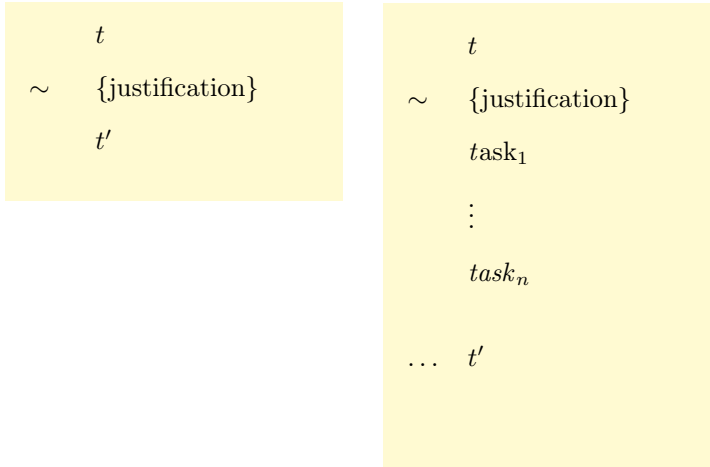 t
∼ {justification}
t′
t
∼ {justification}
task₁
⋮
taskₙ
… t′